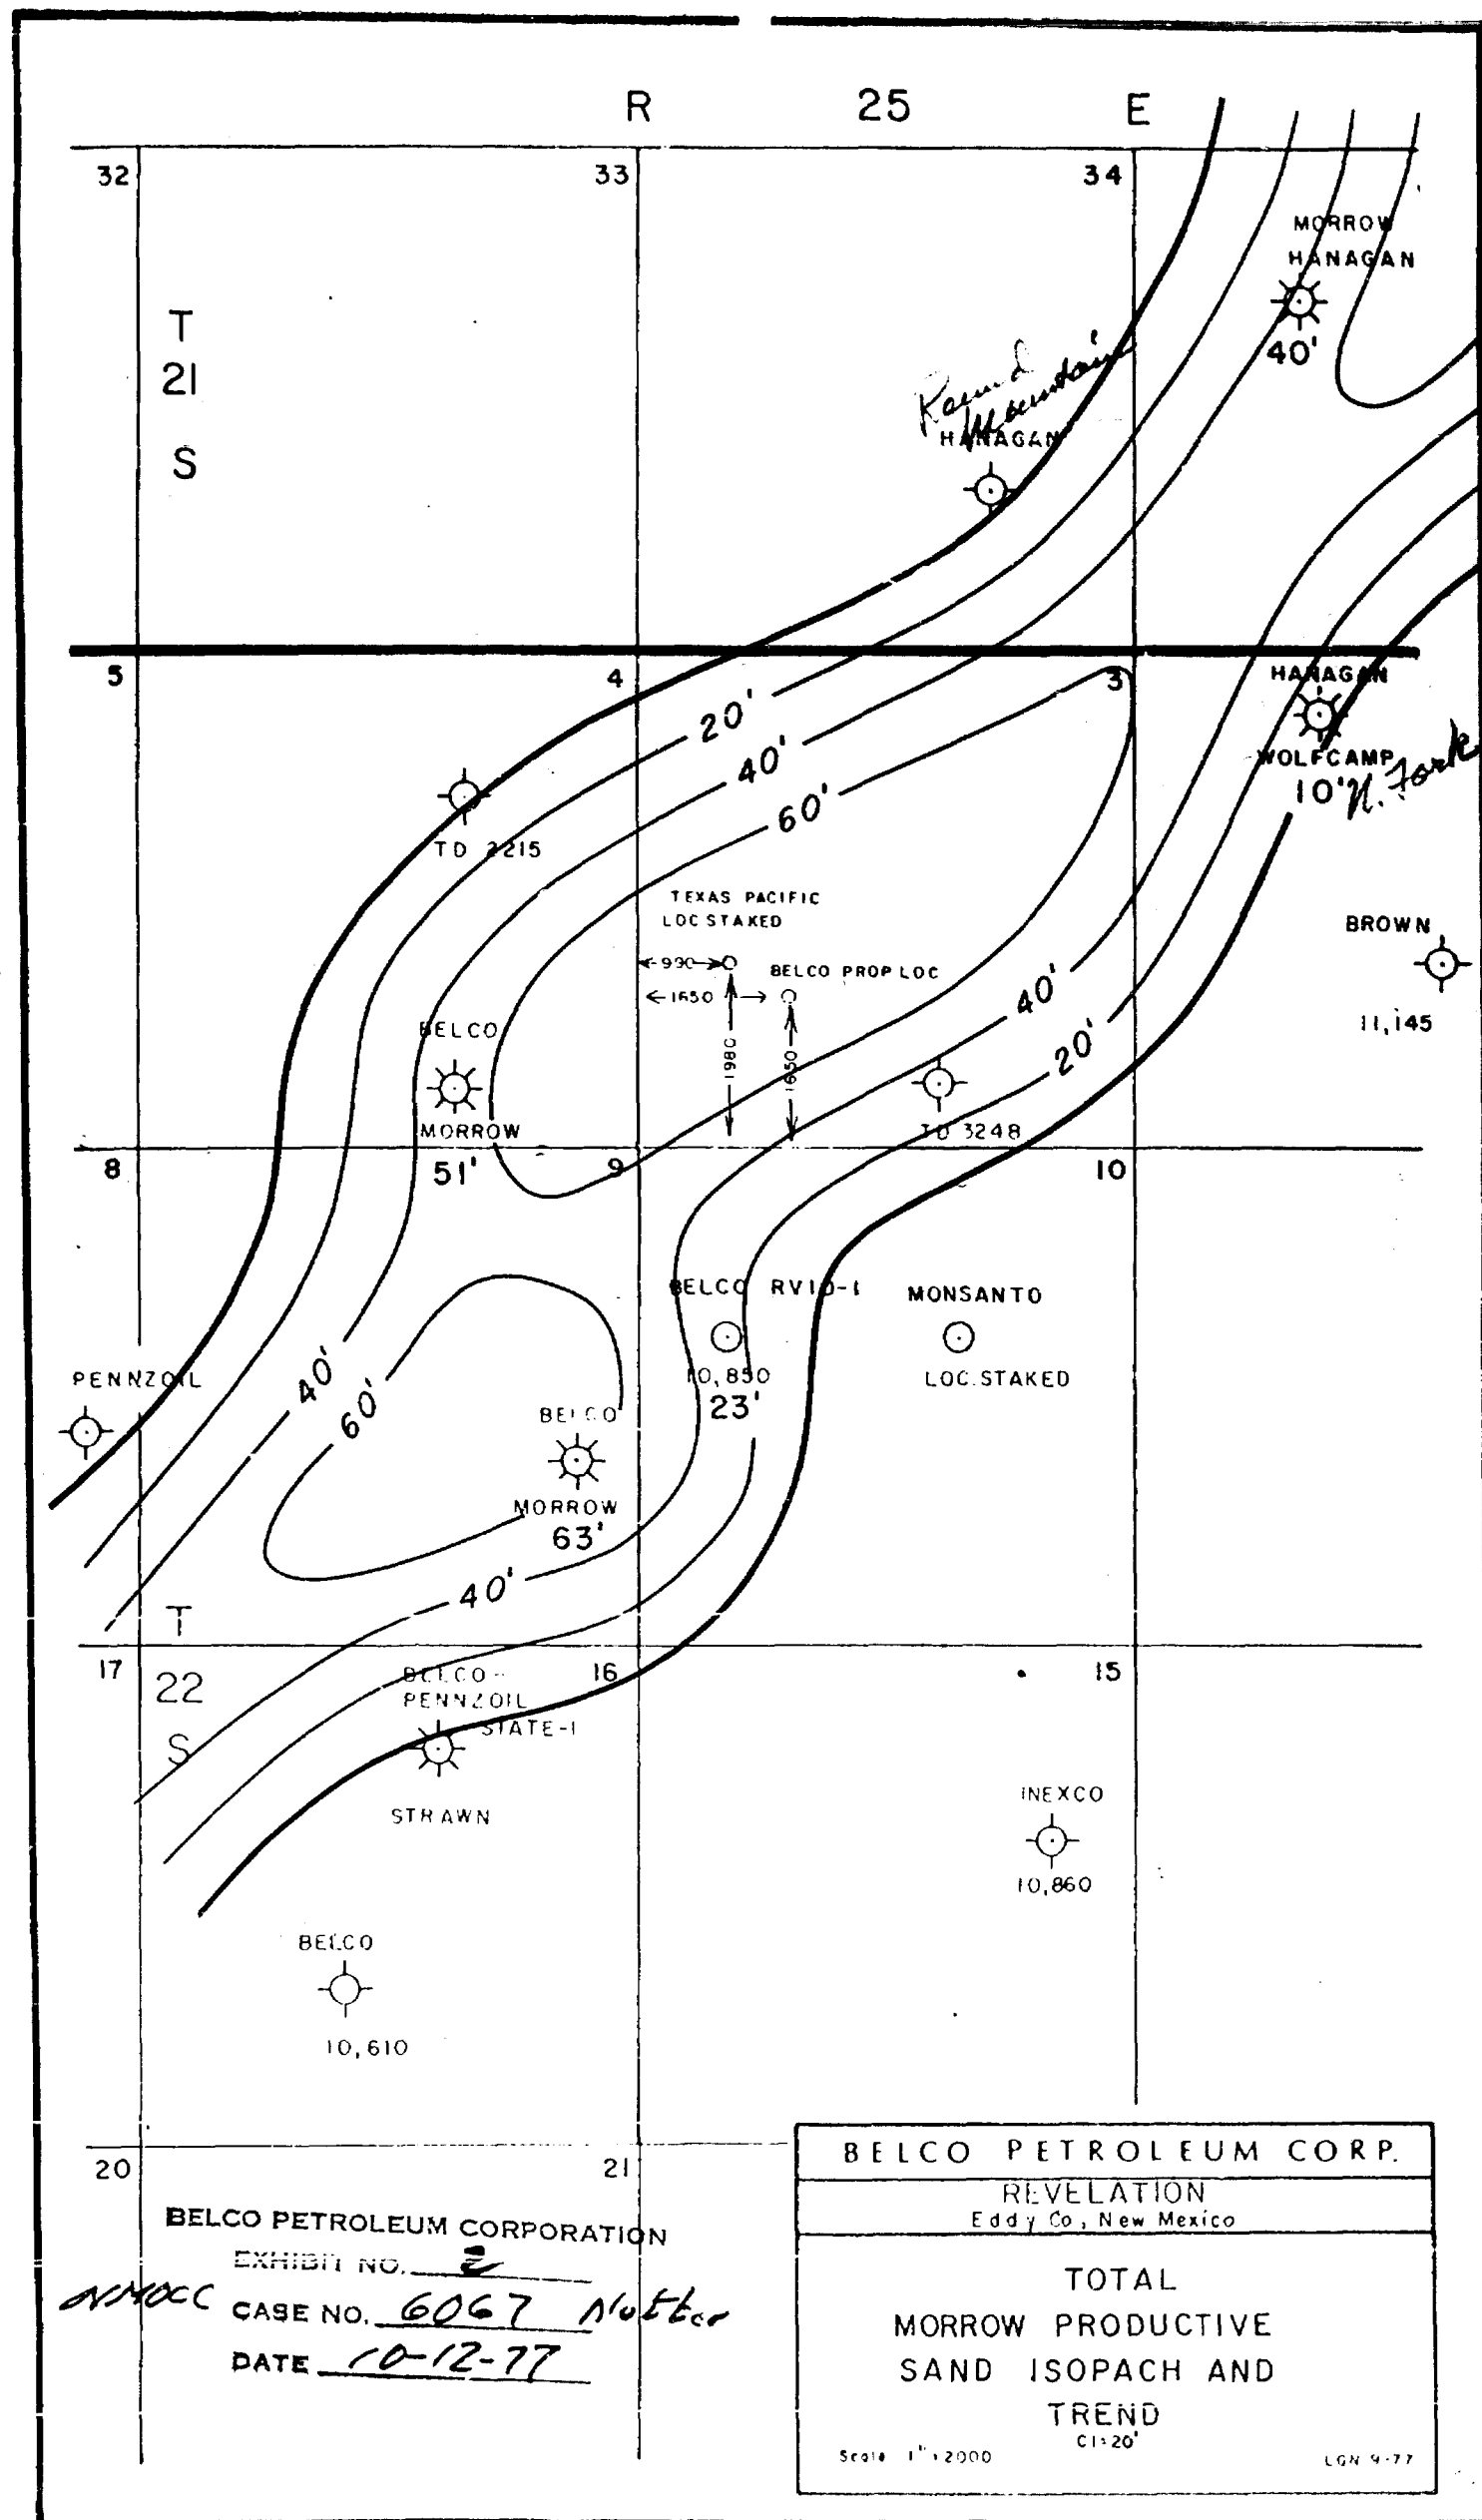 R 25 E
32 33 34
MORROW
HANAGAN
40'
T
21
S
Round
Mountain
HANAGAN
5 4 3
HANAGAN
WOLFCAMP
10' N. Fork
20'
40'
60'
TD 2215
TEXAS PACIFIC
LOC STAKED
990
BELCO PROP LOC
1650
1980
1650
BROWN
11,145
40'
20'
BELCO
MORROW
51'
TD 3248
8 9 10
BELCO RV10-1
10,850
23'
MONSANTO
LOC. STAKED
40'
60'
PENNZOIL
BELCO
MORROW
63'
40'
T
22
S
17 16 15
BELCO-
PENNZOIL
STATE-1
STRAWN
INEXCO
10,860
BELCO
10,610
20 21
BELCO PETROLEUM CORPORATION
EXHIBIT NO. 2
NMOCC CASE NO. 6067 Nutter
DATE 10-12-77
BELCO PETROLEUM CORP.
REVELATION
Eddy Co, New Mexico
TOTAL
MORROW PRODUCTIVE
SAND ISOPACH AND
TREND
CI=20'
Scale 1"=2000 LGN 9-77